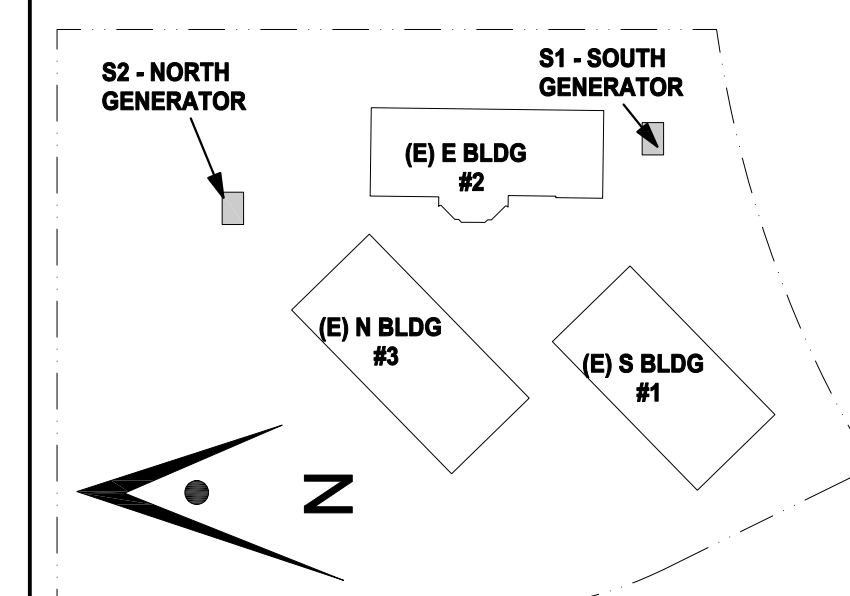 S2 - NORTH
GENERATOR
S1 - SOUTH
GENERATOR
(E) E BLDG
#2
(E) N BLDG
#3
(E) S BLDG
#1
N